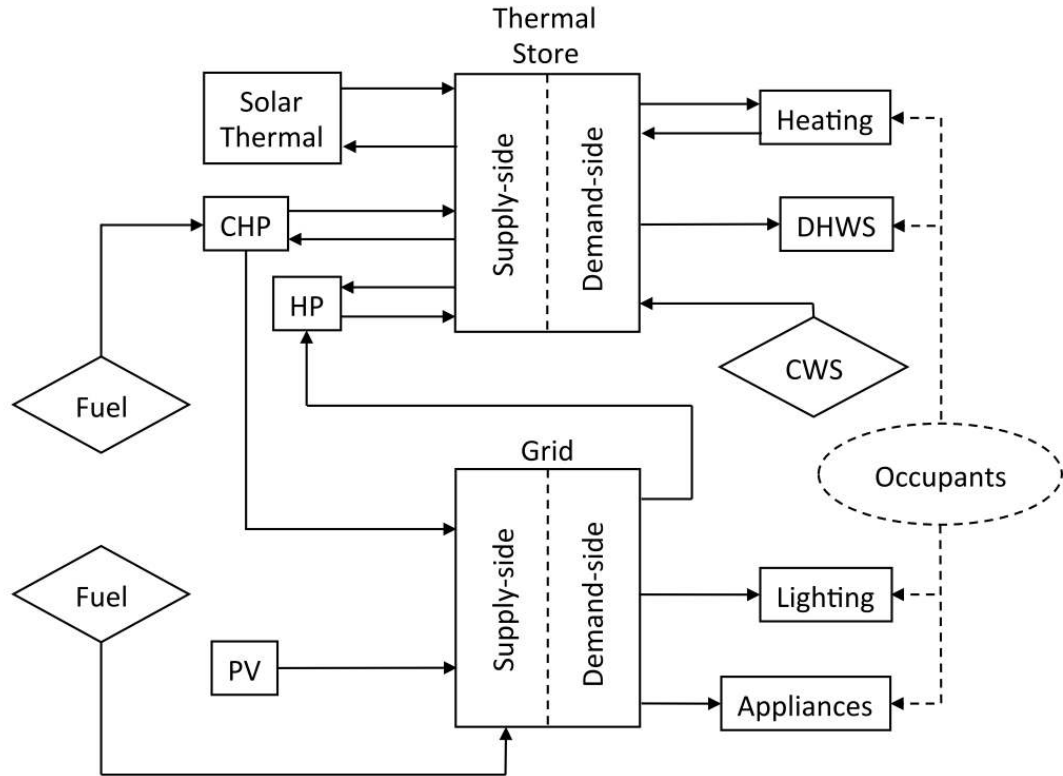 Thermal
Store
Solar
Thermal
Supply-side
Demand-side
Heating
CHP
DHWS
HP
CWS
Fuel
Grid
Occupants
Supply-side
Demand-side
Fuel
Lighting
PV
Appliances